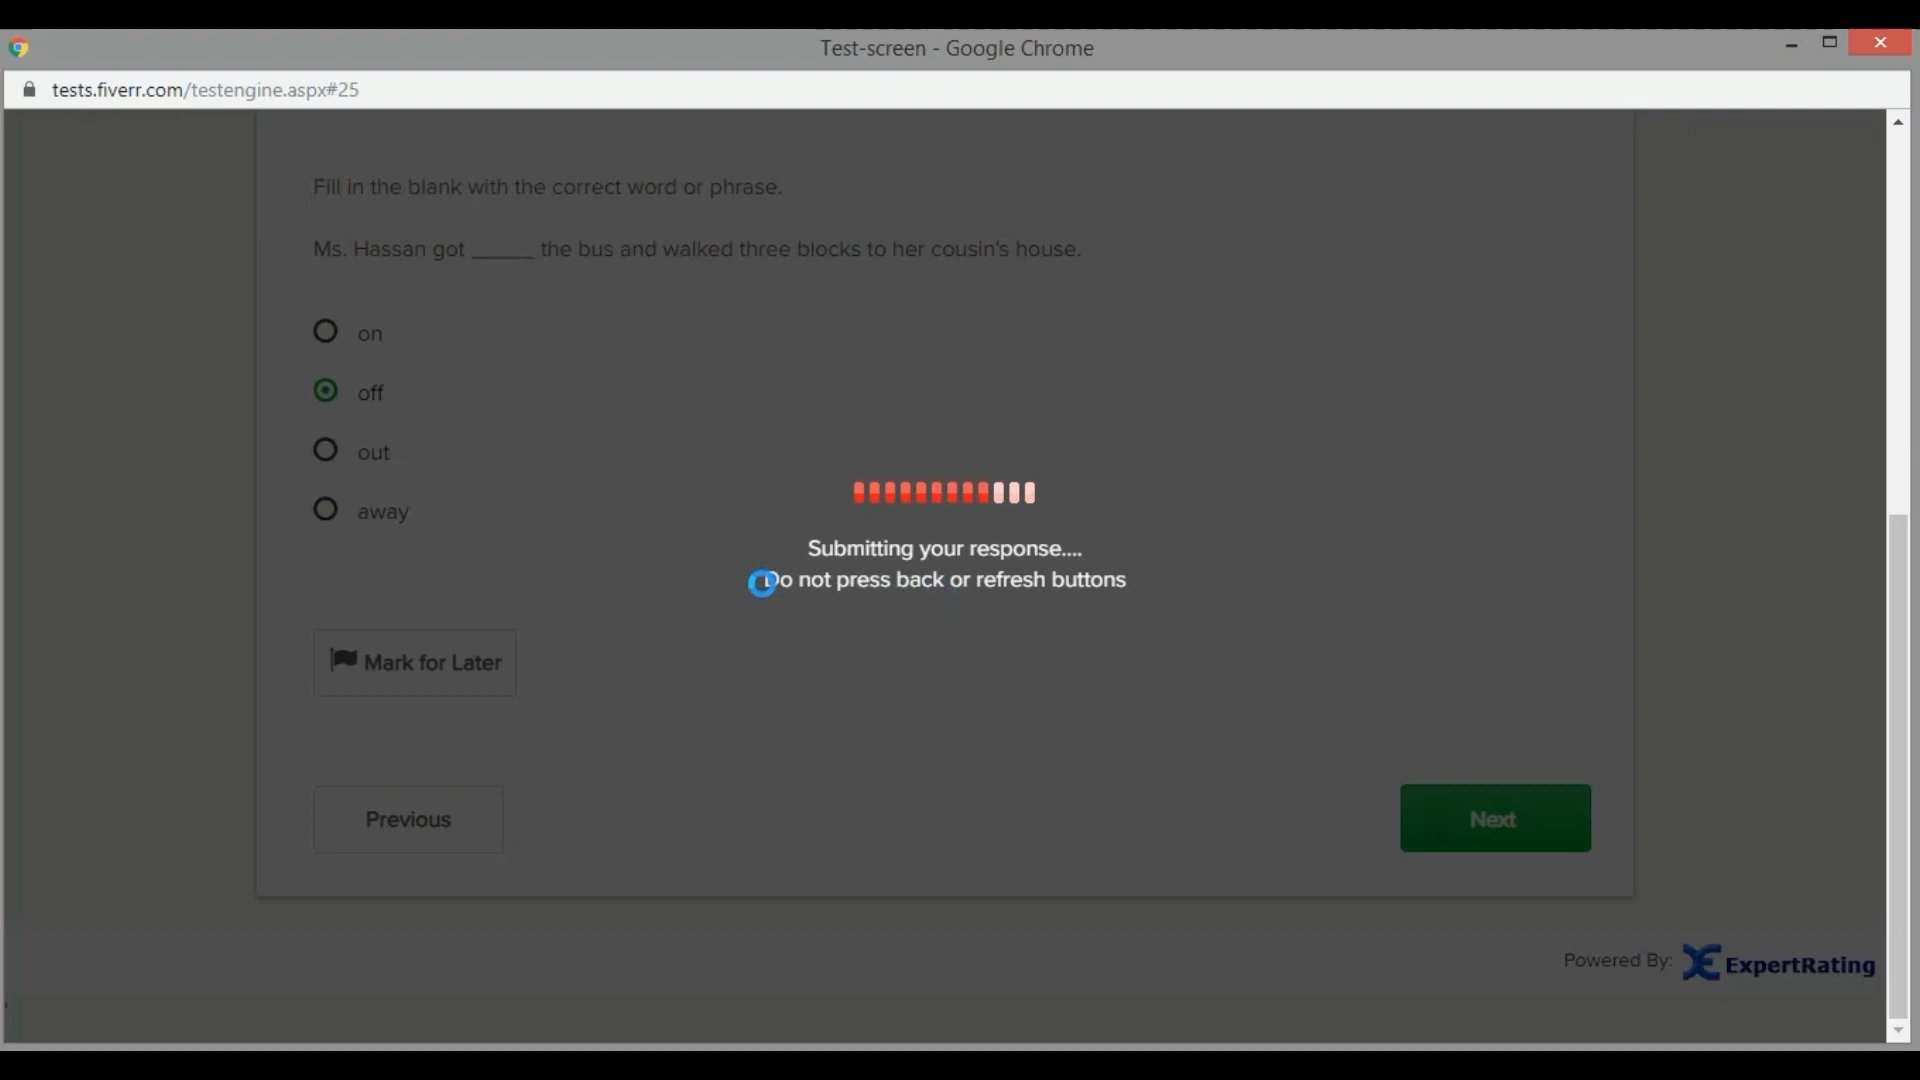 Test-screen - Google Chrome
tests.fiverr.com/testengine.aspx#25
Fill in the blank with the correct word or phrase.
Ms. Hassan got _____ the bus and walked three blocks to her cousin's house.
on
off
out
away
Submitting your response....
Do not press back or refresh buttons
Mark for Later
Previous
Next
Powered By: ExpertRating